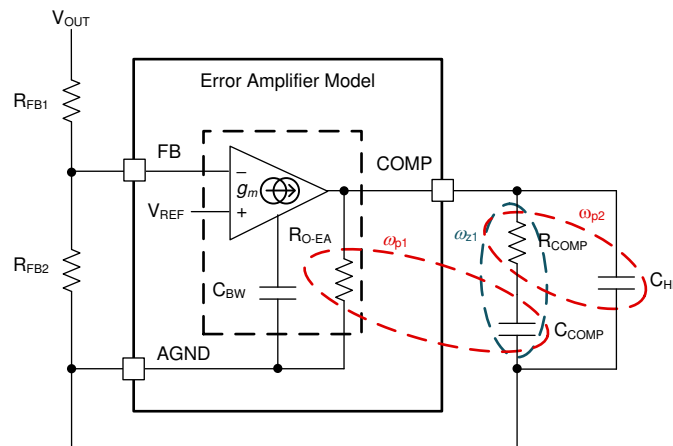 VOUT
Error Amplifier Model
RFB1
FB
COMP
gm
−
+
VREF
RO-EA
ωp1
ωz1
ωp2
RCOMP
RFB2
CBW
CH
CCOMP
AGND